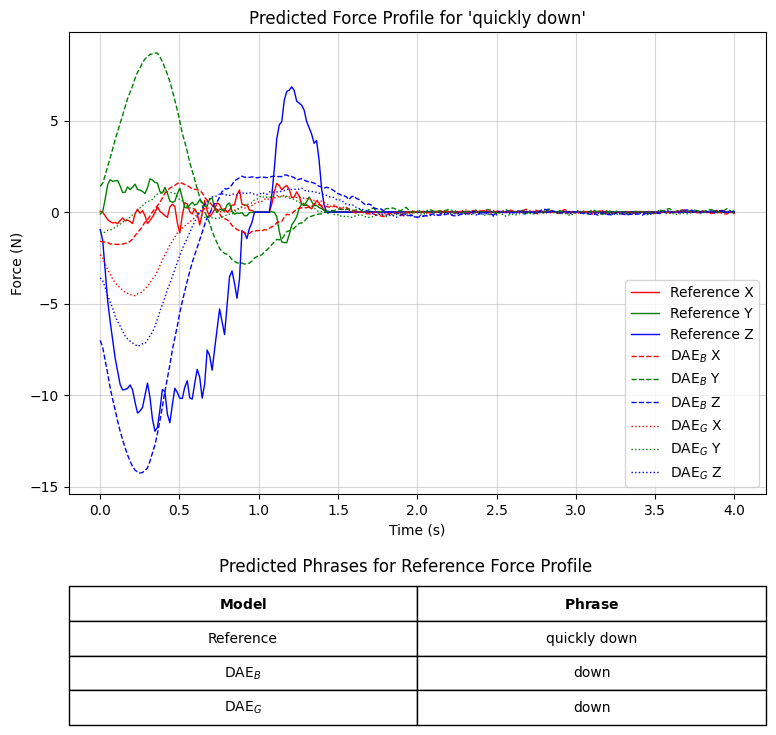 Predicted Force Profile for 'quickly down'
Force (N)
5
0
−5
−10
−15
0.0 0.5 1.0 1.5 2.0 2.5 3.0 3.5 4.0
Time (s)
Reference X
Reference Y
Reference Z
DAE_B X
DAE_B Y
DAE_B Z
DAE_G X
DAE_G Y
DAE_G Z
Predicted Phrases for Reference Force Profile
Model Phrase
Reference quickly down
DAE_B down
DAE_G down